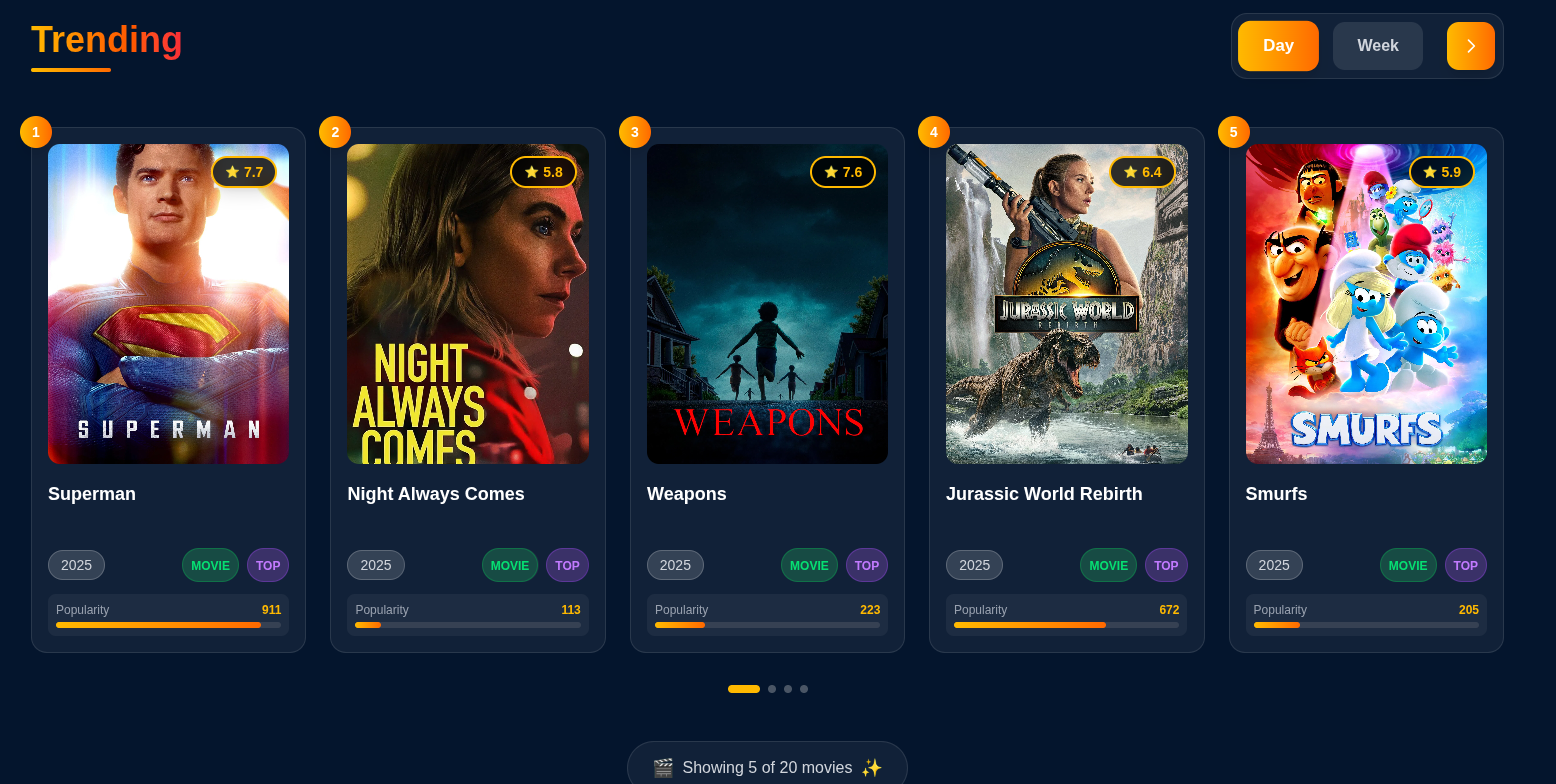 Trending
Day
Week
1
2
3
4
5
⭐ 7.7
⭐ 5.8
⭐ 7.6
⭐ 6.4
⭐ 5.9
SUPERMAN
NIGHT
ALWAYS
COMES
WEAPONS
JURASSIC WORLD
REBIRTH
SMURFS
Superman
Night Always Comes
Weapons
Jurassic World Rebirth
Smurfs
2025 MOVIE TOP
2025 MOVIE TOP
2025 MOVIE TOP
2025 MOVIE TOP
2025 MOVIE TOP
Popularity 911
Popularity 113
Popularity 223
Popularity 672
Popularity 205
🎬 Showing 5 of 20 movies ✨